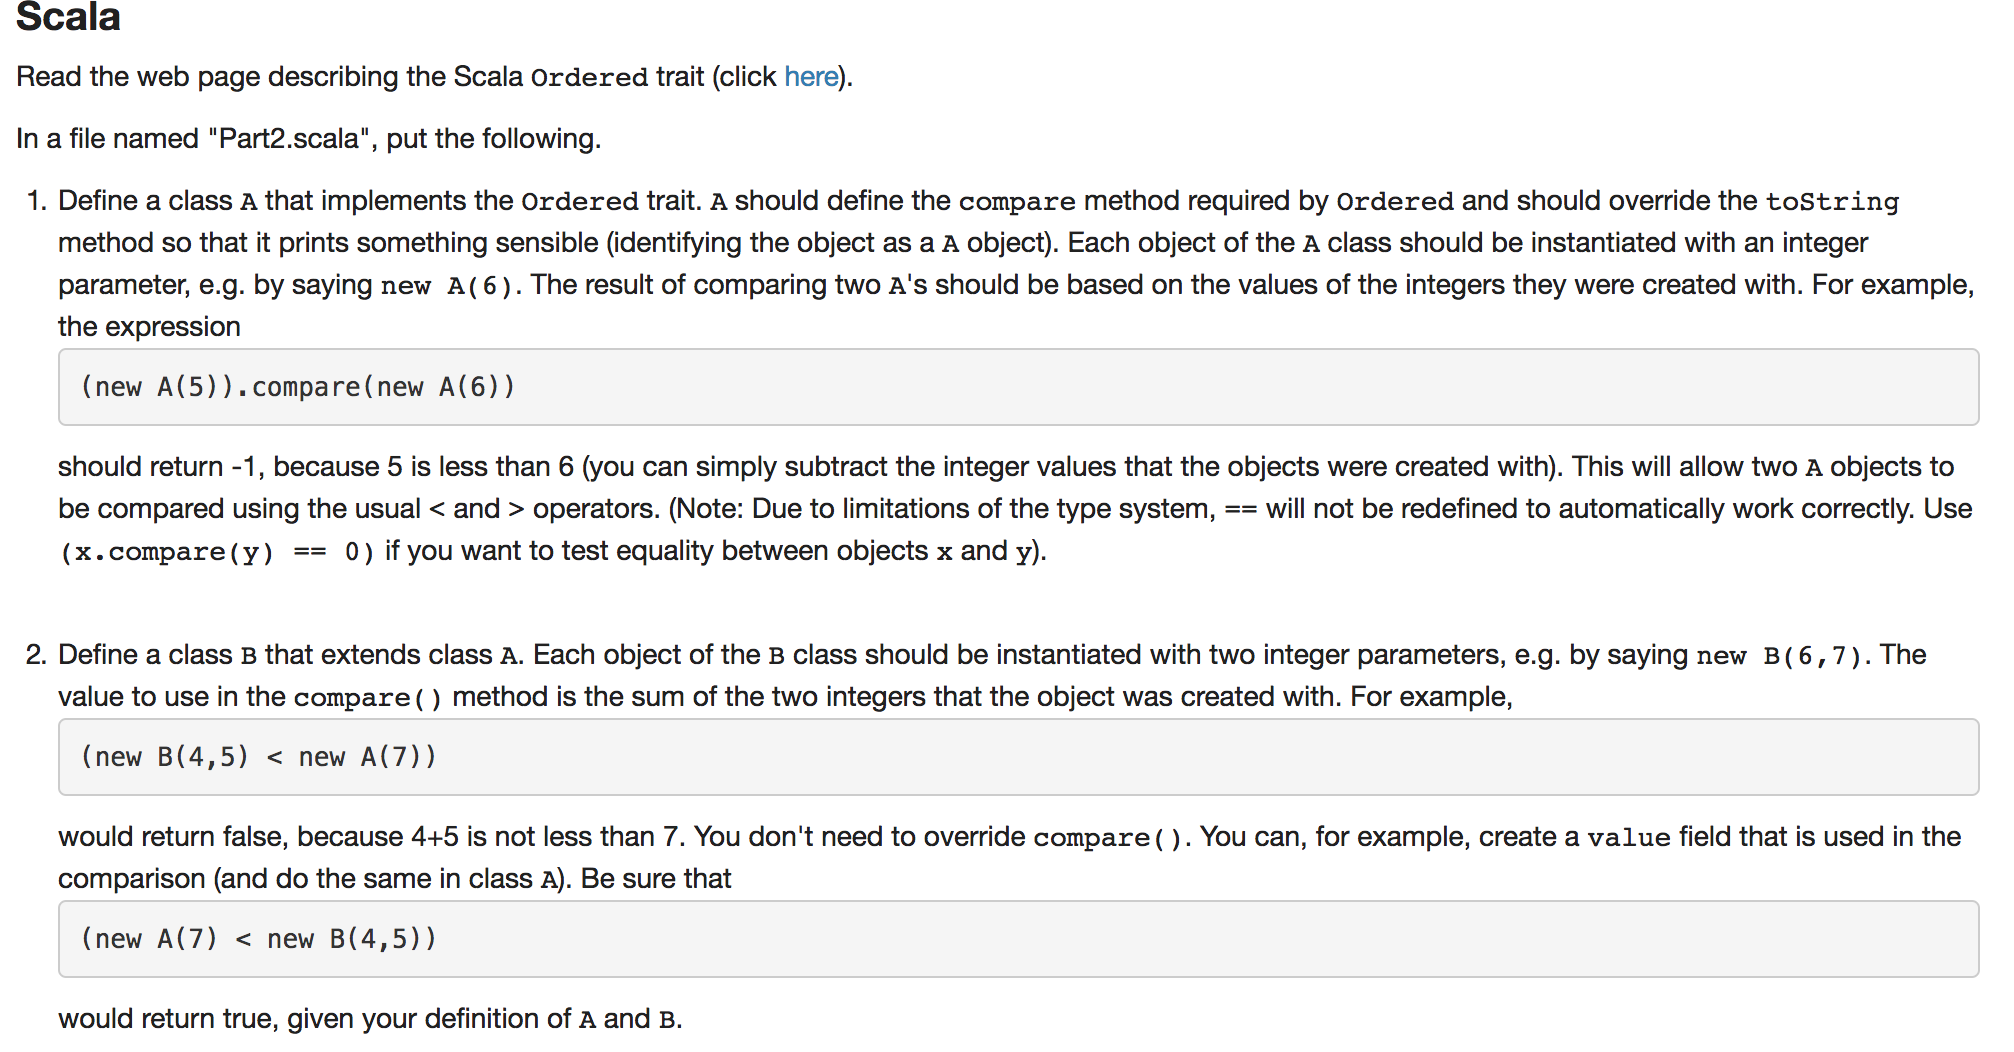 Scala
Read the web page describing the Scala Ordered trait (click here).
In a file named "Part2.scala", put the following.
1. Define a class A that implements the Ordered trait. A should define the compare method required by Ordered and should override the toString
method so that it prints something sensible (identifying the object as a A object). Each object of the A class should be instantiated with an integer
parameter, e.g. by saying new A(6). The result of comparing two A's should be based on the values of the integers they were created with. For example,
the expression
(new A(5)).compare(new A(6))
should return -1, because 5 is less than 6 (you can simply subtract the integer values that the objects were created with). This will allow two A objects to
be compared using the usual < and > operators. (Note: Due to limitations of the type system, == will not be redefined to automatically work correctly. Use
(x.compare(y) == 0) if you want to test equality between objects x and y).
2. Define a class B that extends class A. Each object of the B class should be instantiated with two integer parameters, e.g. by saying new B(6,7). The
value to use in the compare() method is the sum of the two integers that the object was created with. For example,
(new B(4,5) < new A(7))
would return false, because 4+5 is not less than 7. You don't need to override compare(). You can, for example, create a value field that is used in the
comparison (and do the same in class A). Be sure that
(new A(7) < new B(4,5))
would return true, given your definition of A and B.